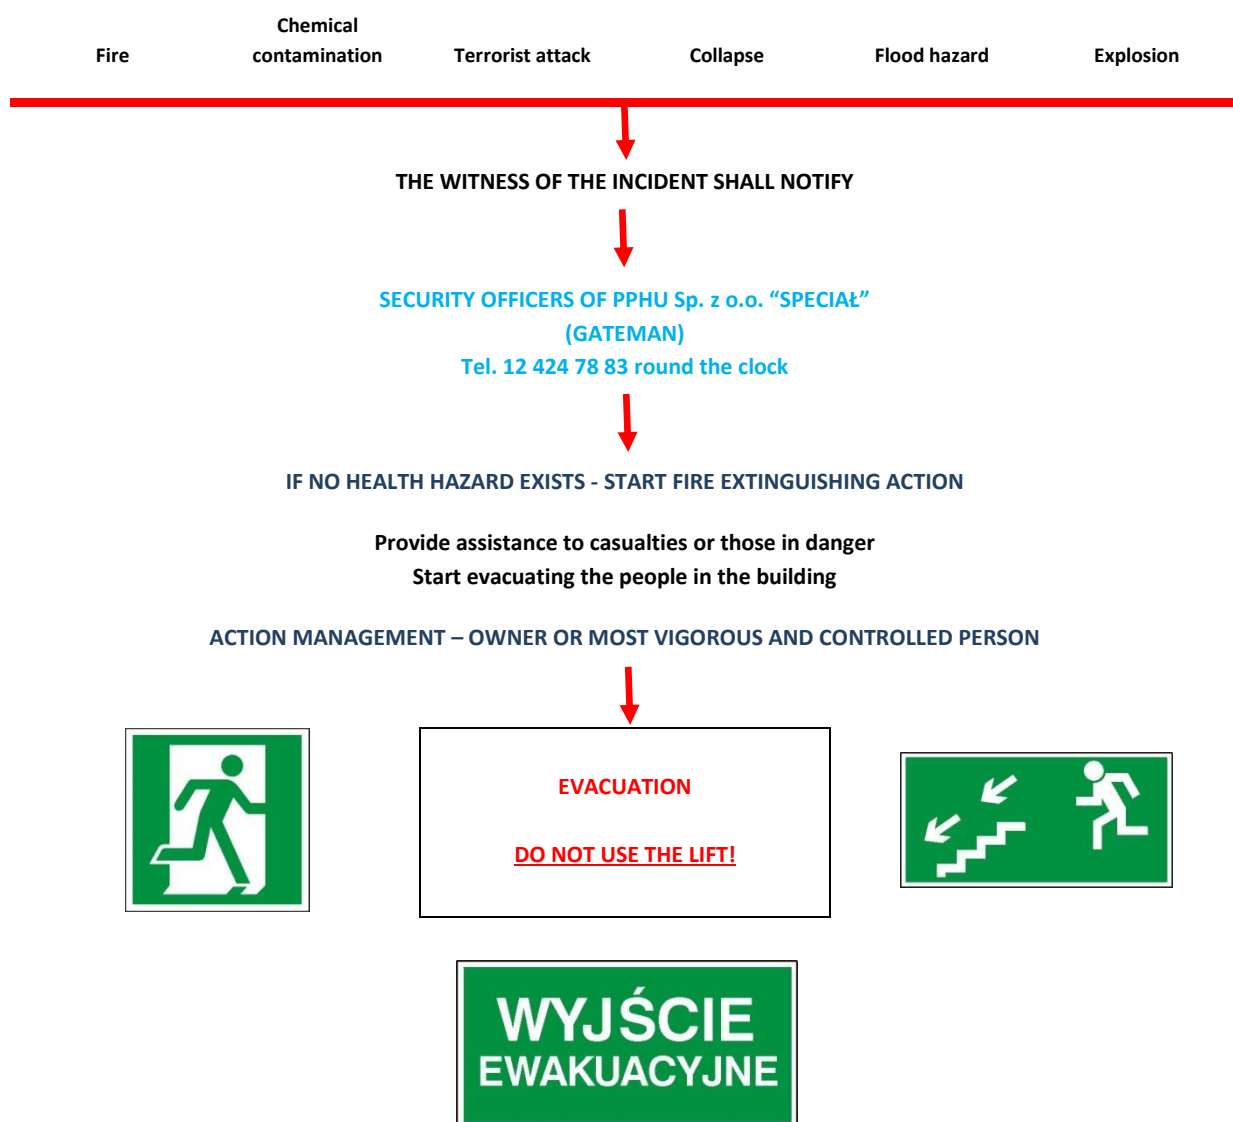 Fire
Chemical
contamination
Terrorist attack
Collapse
Flood hazard
Explosion
THE WITNESS OF THE INCIDENT SHALL NOTIFY
SECURITY OFFICERS OF PPHU Sp. z o.o. “SPECIAŁ”
(GATEMAN)
Tel. 12 424 78 83 round the clock
IF NO HEALTH HAZARD EXISTS - START FIRE EXTINGUISHING ACTION
Provide assistance to casualties or those in danger
Start evacuating the people in the building
ACTION MANAGEMENT – OWNER OR MOST VIGOROUS AND CONTROLLED PERSON
EVACUATION
DO NOT USE THE LIFT!
WYJŚCIE
EWAKUACYJNE